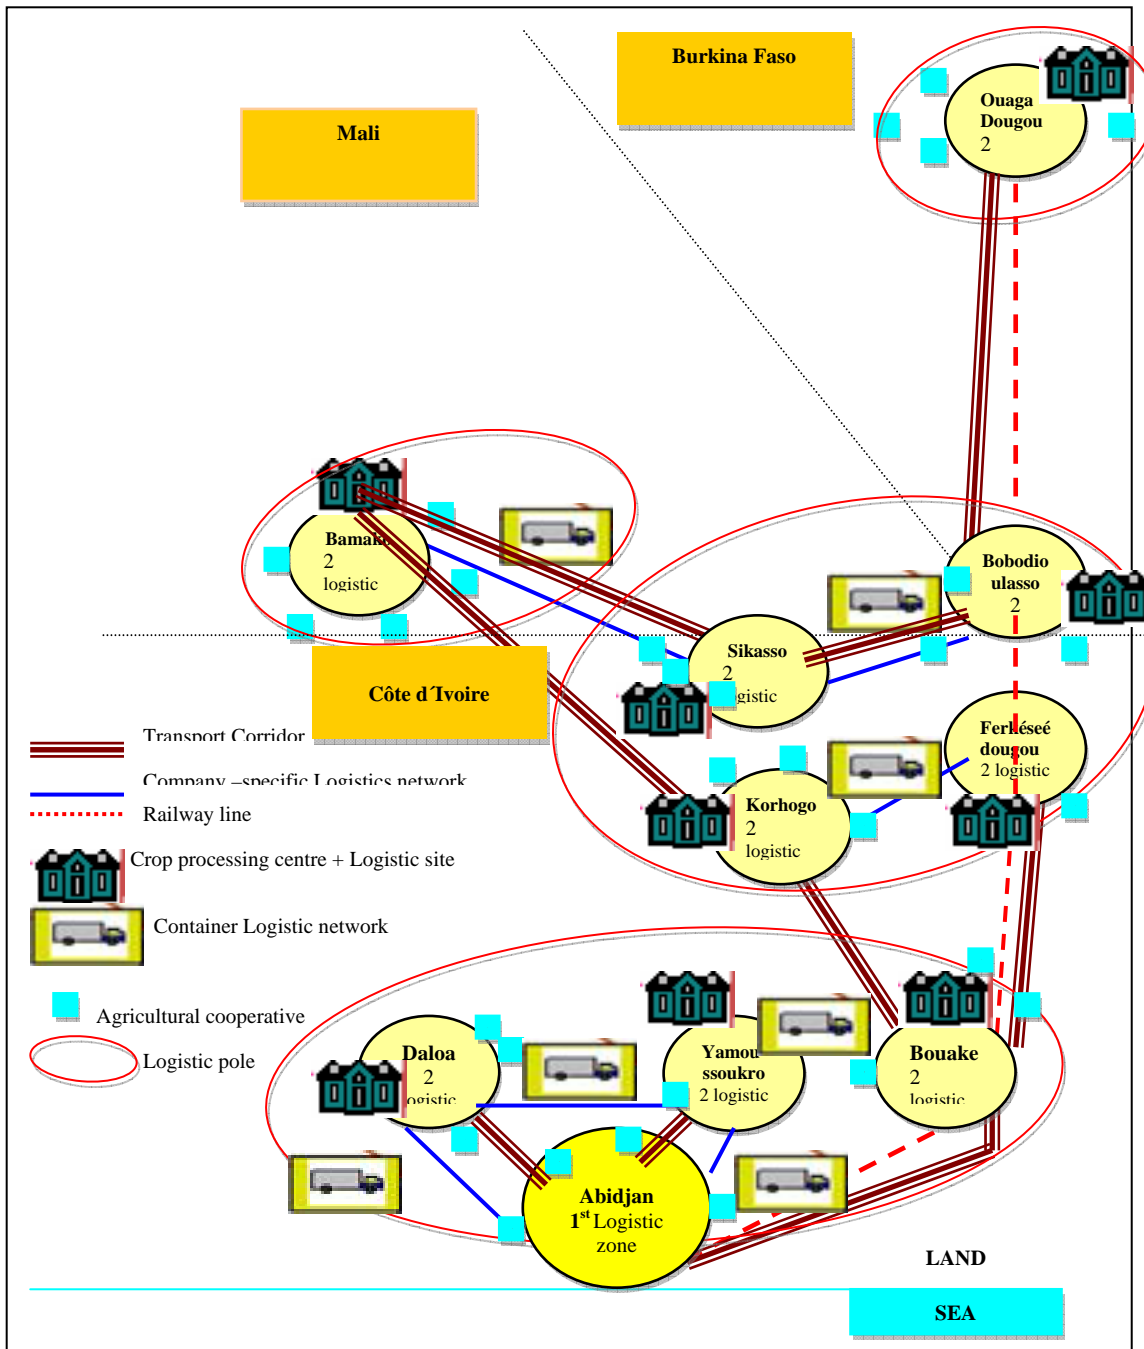 Burkina Faso
Ouaga
Dougou
2
Mali
Bamako
2
logistic
Bobodio
ulasso
2
Sikasso
2
logistic
Côte d´Ivoire
Ferkéseé
dougou
2 logistic
Transport Corridor
Company –specific Logistics network
Railway line
Korhogo
2
logistic
Crop processing centre + Logistic site
Container Logistic network
Agricultural cooperative
Logistic pole
Daloa
2
logistic
Yamou
ssoukro
2 logistic
Bouake
2
logistic
Abidjan
1st Logistic
zone
LAND
SEA